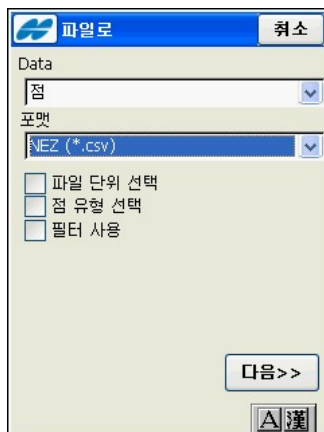 파일로
취소
Data
점
포맷
NEZ (*.csv)
파일 단위 선택
점 유형 선택
필터 사용
다음>>
A漢